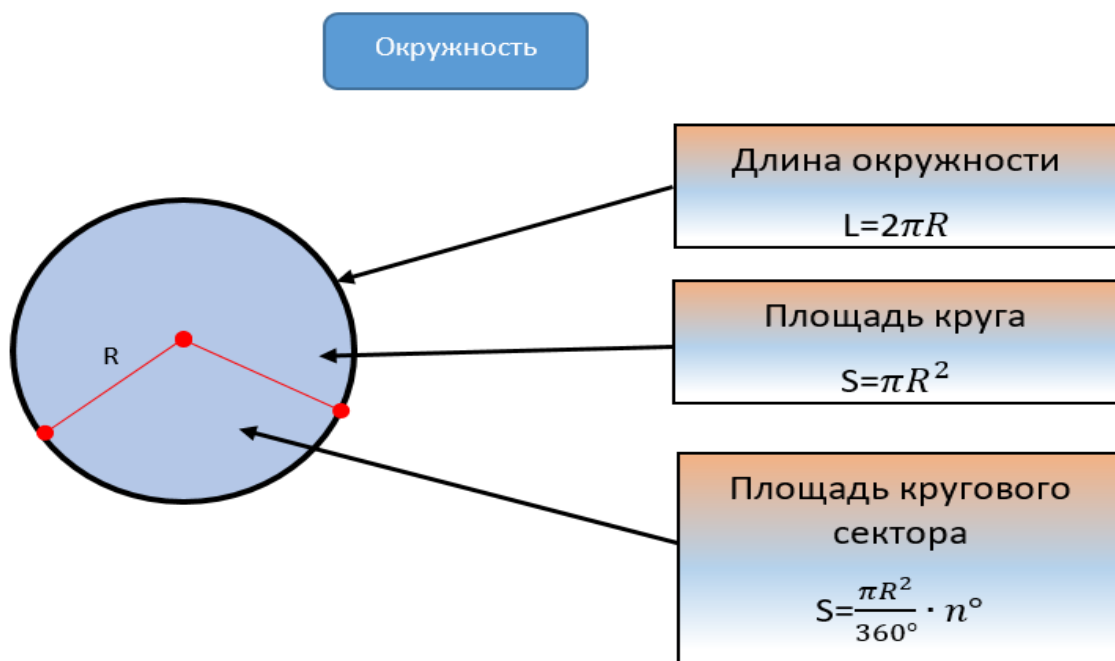 Окружность
Длина окружности
L=2πR
Площадь круга
S=πR²
R
Площадь кругового
сектора
S=πR²/360° · n°